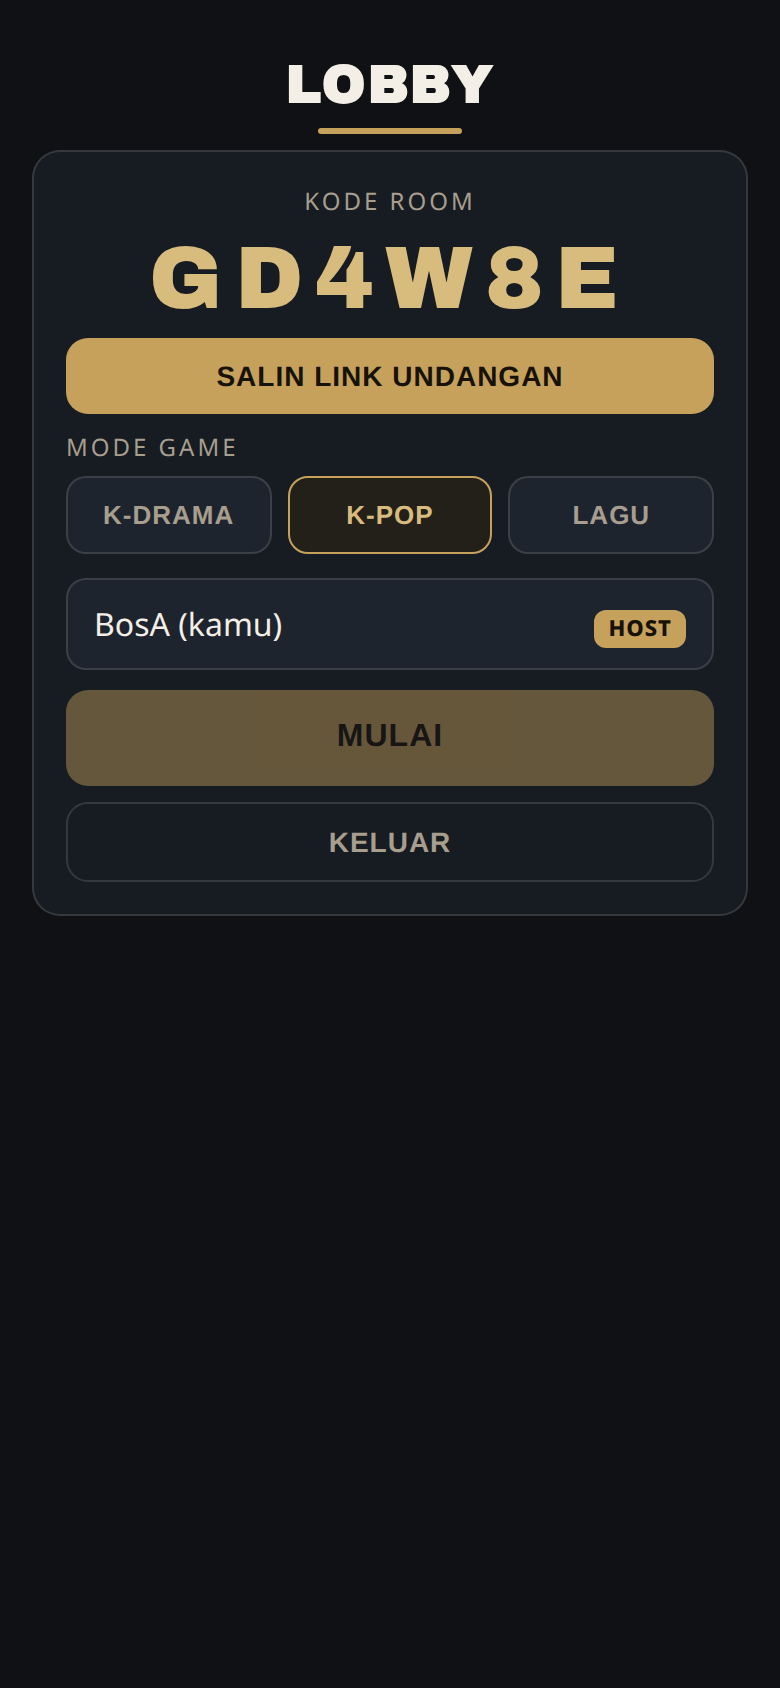 LOBBY
KODE ROOM
GD4W8E
SALIN LINK UNDANGAN
MODE GAME
K-DRAMA K-POP LAGU
BosA (kamu) HOST
MULAI
KELUAR